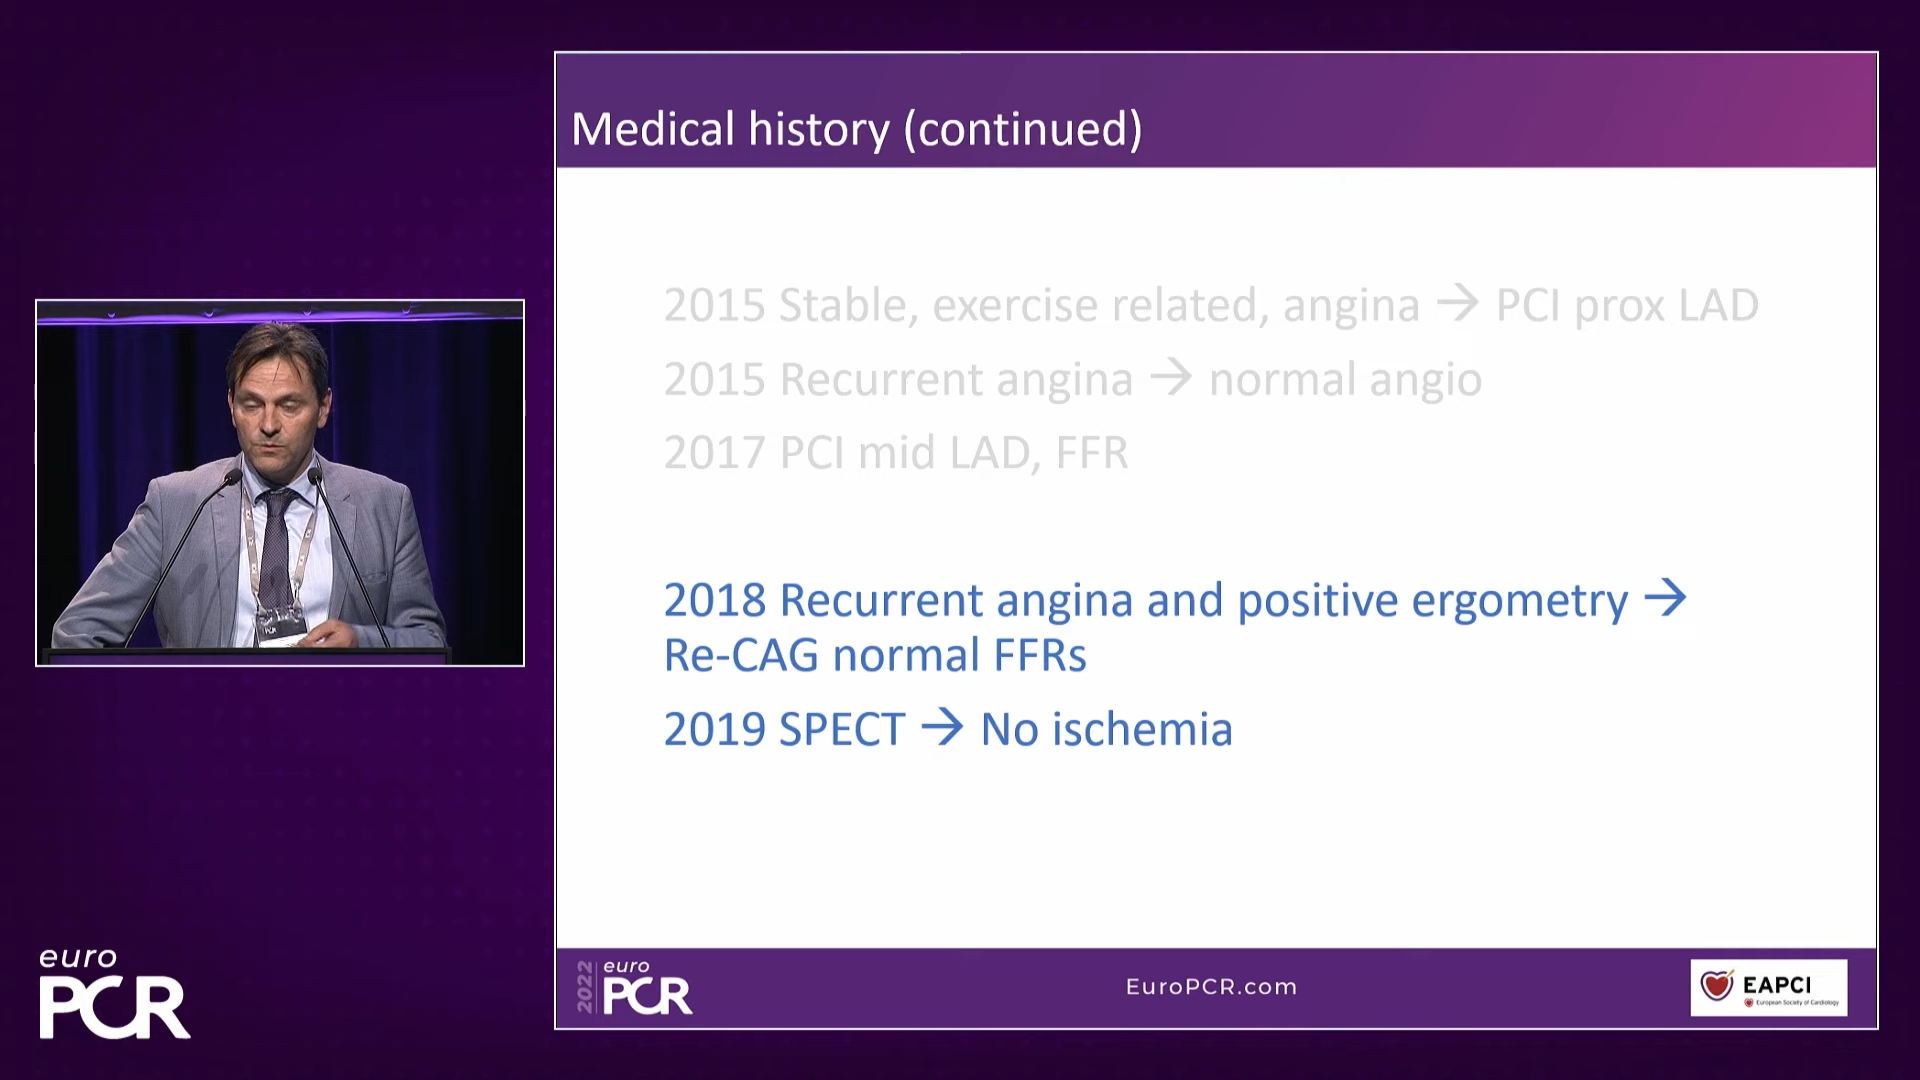 Medical history (continued)
2015 Stable, exercise related, angina → PCI prox LAD
2015 Recurrent angina → normal angio
2017 PCI mid LAD, FFR
2018 Recurrent angina and positive ergometry →
Re-CAG normal FFRs
2019 SPECT → No ischemia
euro
PCR
2022
euro
PCR
EuroPCR.com
EAPCI
European Society of Cardiology
PCR